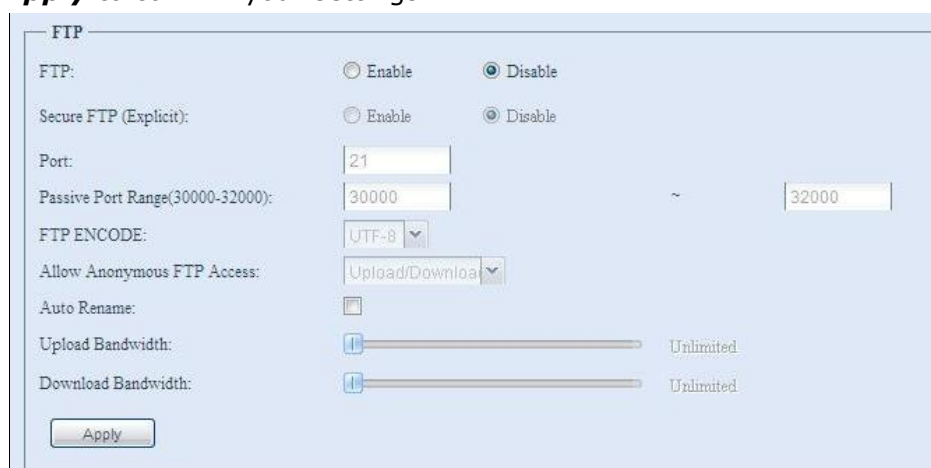 FTP
FTP: Enable Disable
Secure FTP (Explicit): Enable Disable
Port: 21
Passive Port Range(30000-32000): 30000 ~ 32000
FTP ENCODE: UTF-8
Allow Anonymous FTP Access: Upload/Downloa
Auto Rename:
Upload Bandwidth: Unlimited
Download Bandwidth: Unlimited
Apply